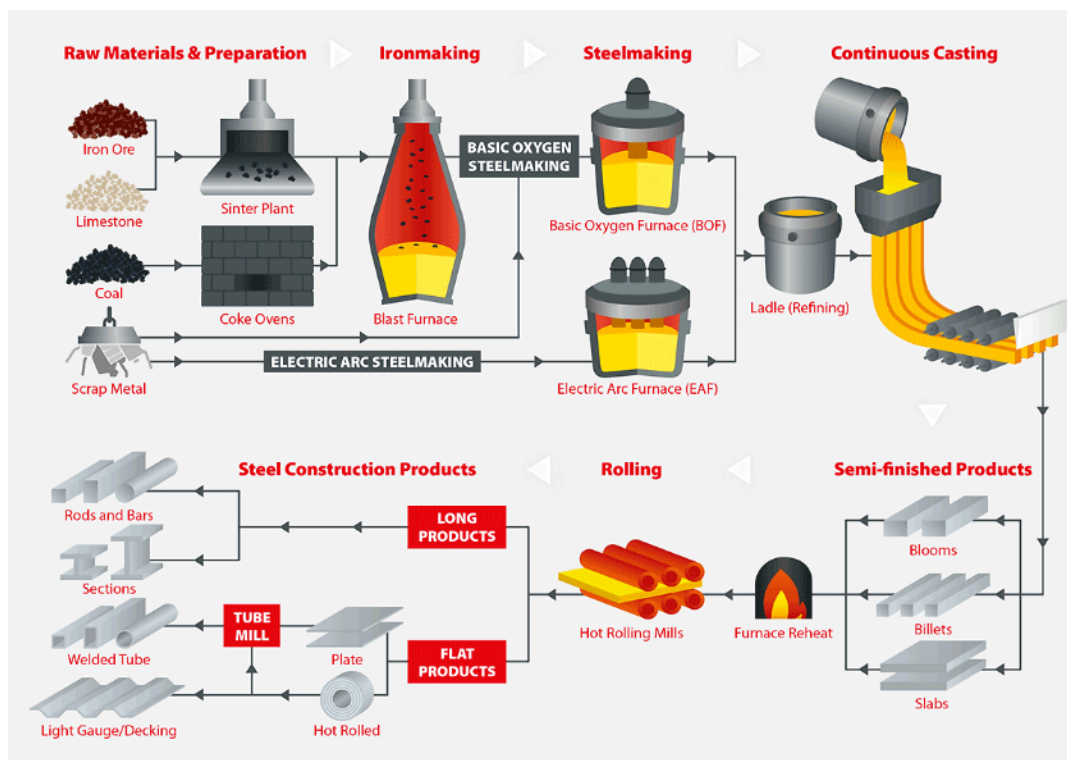 Raw Materials & Preparation
Ironmaking
Steelmaking
Continuous Casting
Iron Ore
Limestone
Coal
Scrap Metal
Sinter Plant
Coke Ovens
Blast Furnace
BASIC OXYGEN
STEELMAKING
ELECTRIC ARC STEELMAKING
Basic Oxygen Furnace (BOF)
Electric Arc Furnace (EAF)
Ladle (Refining)
Steel Construction Products
Rolling
Semi-finished Products
Rods and Bars
Sections
Welded Tube
Light Gauge/Decking
LONG
PRODUCTS
TUBE
MILL
Plate
Hot Rolled
FLAT
PRODUCTS
Hot Rolling Mills
Furnace Reheat
Blooms
Billets
Slabs